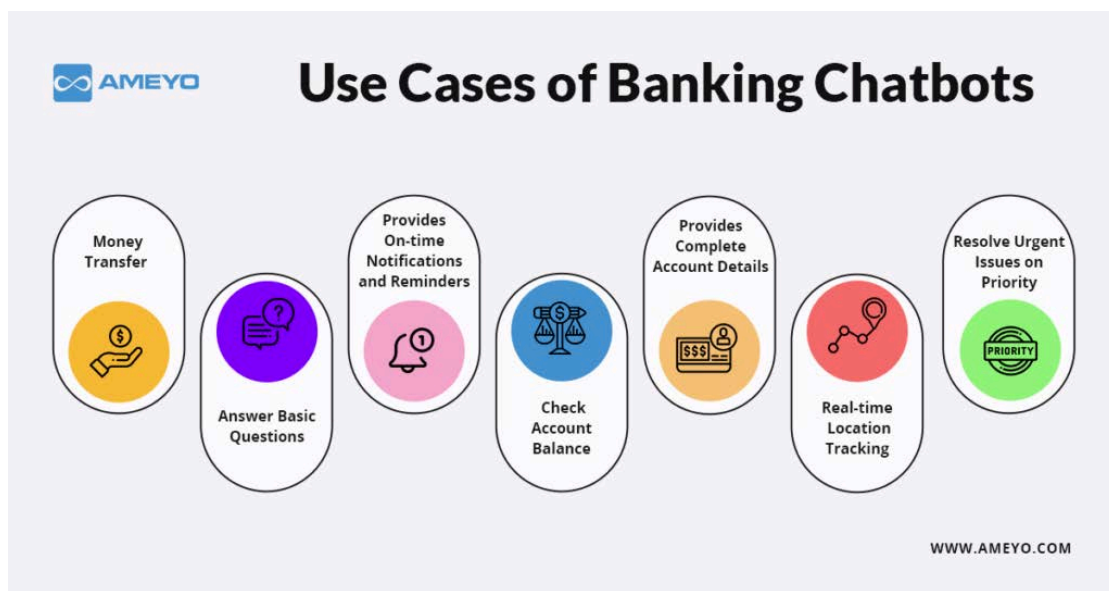 AMEYO
Use Cases of Banking Chatbots
Money
Transfer
$
?
Answer Basic
Questions
Provides
On-time
Notifications
and Reminders
1
$
Check
Account
Balance
Provides
Complete
Account Details
$$$
Real-time
Location
Tracking
Resolve Urgent
Issues on
Priority
PRIORITY
WWW.AMEYO.COM